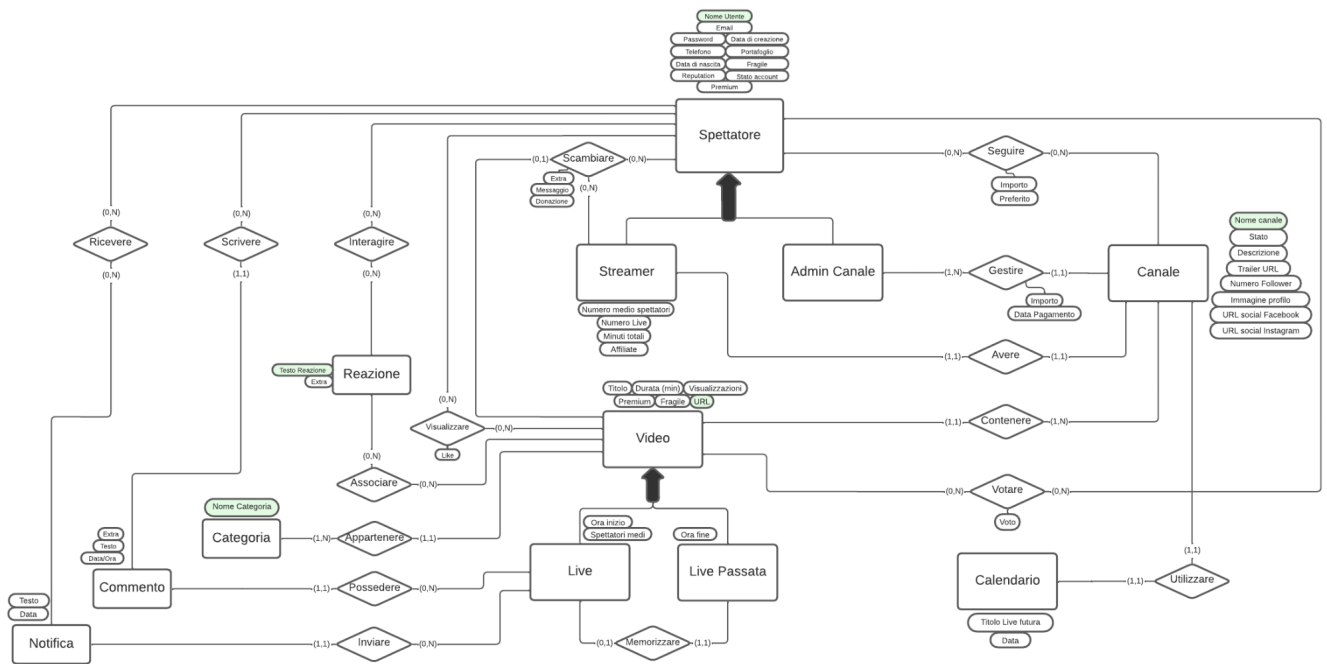 Nome Utente
Email
Password Data di creazione
Telefono Portafoglio
Data di nascita Fragile
Reputation Stato account
Premium
Spettatore
(0,1) Scambiare (0,N)
Extra
(0,N)
Messaggio
Donazione
(0,N) Seguire (0,N)
Importo
Preferito
(0,N) (0,N) (0,N)
Ricevere Scrivere Interagire
(0,N) (1,1) (0,N)
Streamer
Numero medio spettatori
Numero Live
Minuti totali
Affiliate
Admin Canale
(1,N) Gestire (1,1)
Importo
Data Pagamento
Canale
Nome canale
Stato
Descrizione
Trailer URL
Numero Follower
Immagine profilo
URL social Facebook
URL social Instagram
(1,1) Avere (1,1)
Testo Reazione
Extra
Reazione
(0,N)
Visualizzare (0,N)
Like
Titolo Durata (min) Visualizzazioni
Premium Fragile URL
Video
(1,1) Contenere (1,N)
(0,N)
Associare (0,N)
(0,N) Votare (0,N)
Voto
Nome Categoria
Categoria (1,N) Appartenere (1,1)
Ora inizio
Spettatori medi
Live
Ora fine
Live Passata
Extra
Testo
Data/Ora
Commento (1,1) Possedere (0,N)
Calendario (1,1) Utilizzare
(1,1)
Titolo Live futura
Data
Testo
Data
Notifica (1,1) Inviare (0,N)
(0,1) Memorizzare (1,1)